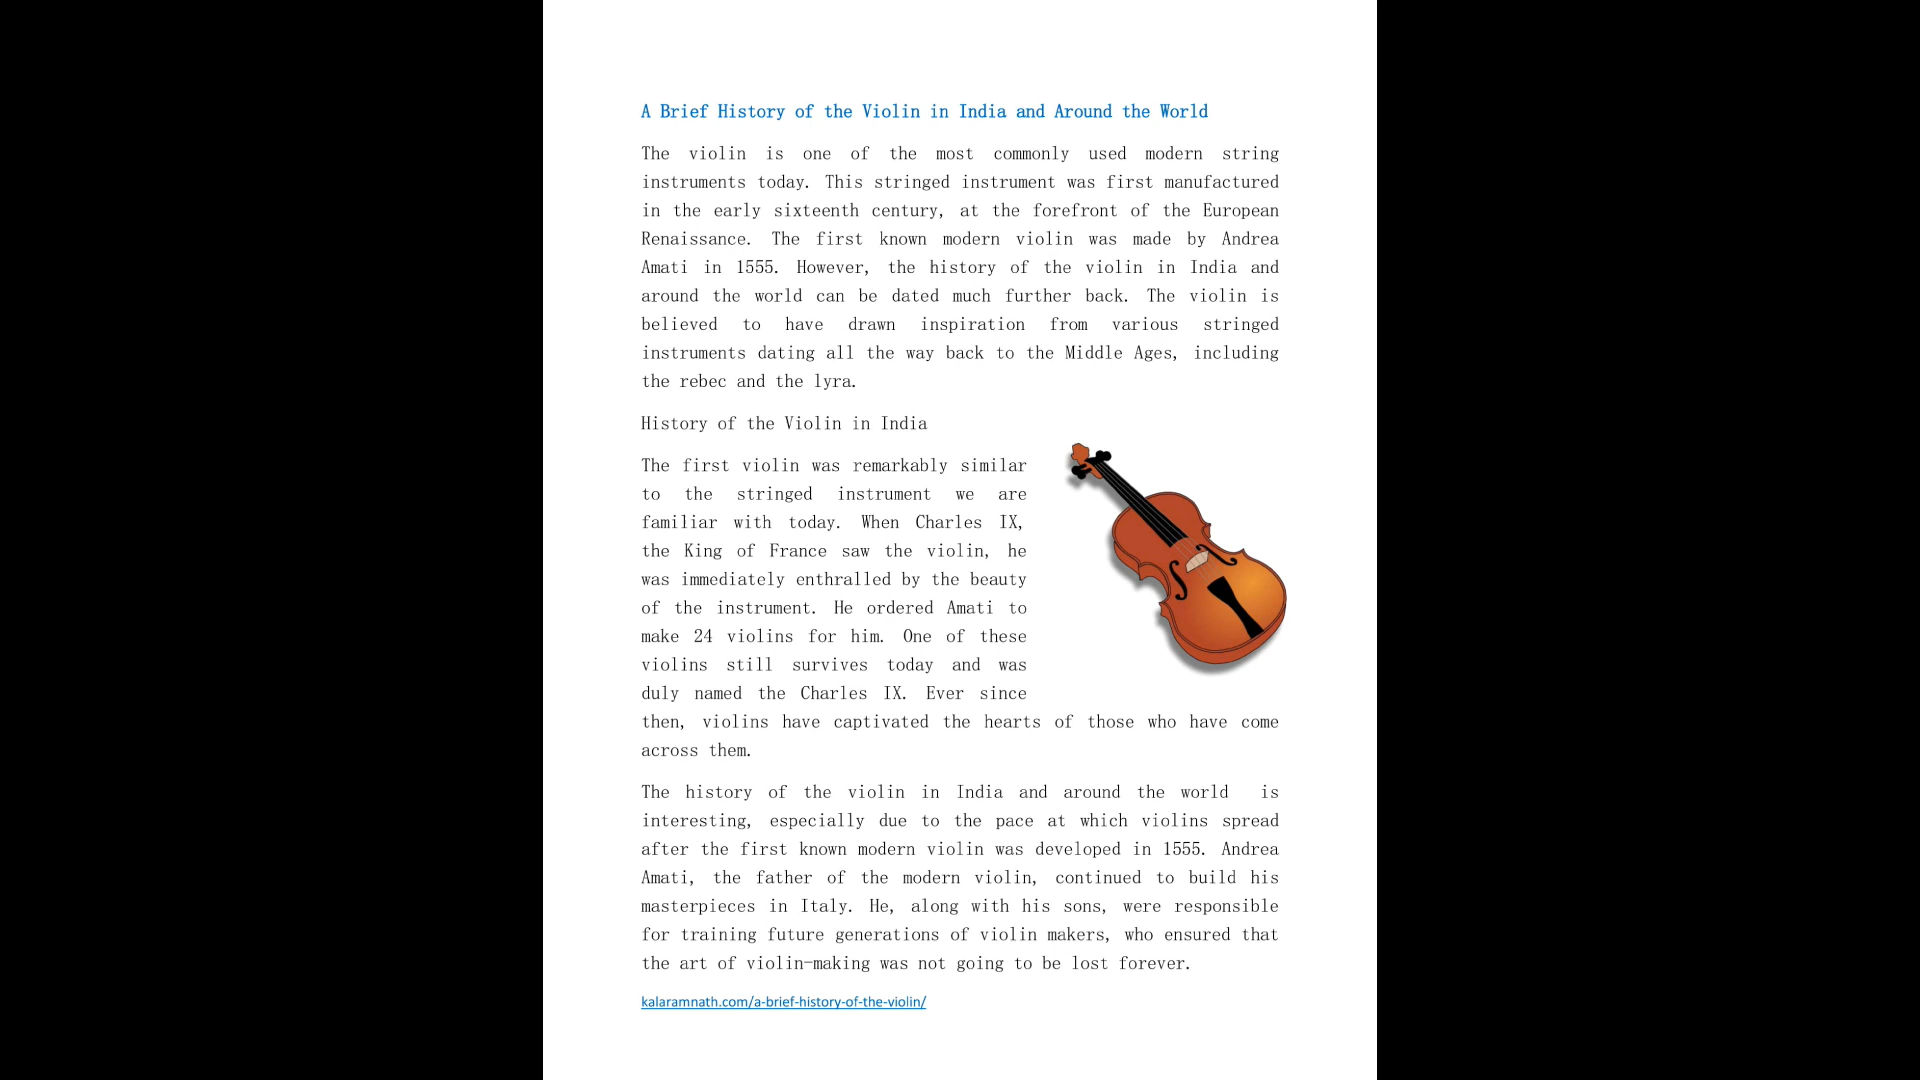 A Brief History of the Violin in India and Around the World
The violin is one of the most commonly used modern string
instruments today. This stringed instrument was first manufactured
in the early sixteenth century, at the forefront of the European
Renaissance. The first known modern violin was made by Andrea
Amati in 1555. However, the history of the violin in India and
around the world can be dated much further back. The violin is
believed to have drawn inspiration from various stringed
instruments dating all the way back to the Middle Ages, including
the rebec and the lyra.
History of the Violin in India
The first violin was remarkably similar
to the stringed instrument we are
familiar with today. When Charles IX,
the King of France saw the violin, he
was immediately enthralled by the beauty
of the instrument. He ordered Amati to
make 24 violins for him. One of these
violins still survives today and was
duly named the Charles IX. Ever since
then, violins have captivated the hearts of those who have come
across them.
The history of the violin in India and around the world is
interesting, especially due to the pace at which violins spread
after the first known modern violin was developed in 1555. Andrea
Amati, the father of the modern violin, continued to build his
masterpieces in Italy. He, along with his sons, were responsible
for training future generations of violin makers, who ensured that
the art of violin-making was not going to be lost forever.
kalaramnath.com/a-brief-history-of-the-violin/